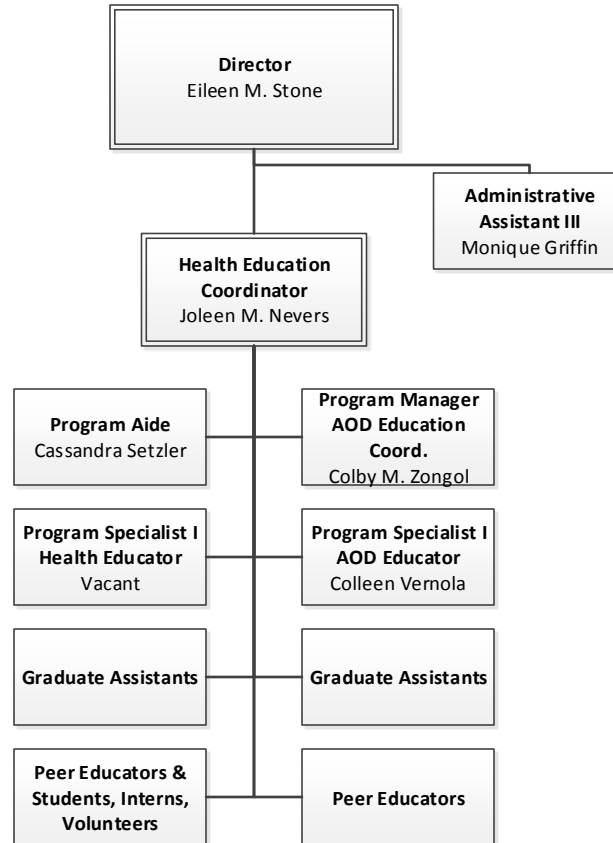 Director
Eileen M. Stone
Administrative
Assistant III
Monique Griffin
Health Education
Coordinator
Joleen M. Nevers
Program Aide
Cassandra Setzler
Program Manager
AOD Education
Coord.
Colby M. Zongol
Program Specialist I
Health Educator
Vacant
Program Specialist I
AOD Educator
Colleen Vernola
Graduate Assistants
Graduate Assistants
Peer Educators &
Students, Interns,
Volunteers
Peer Educators